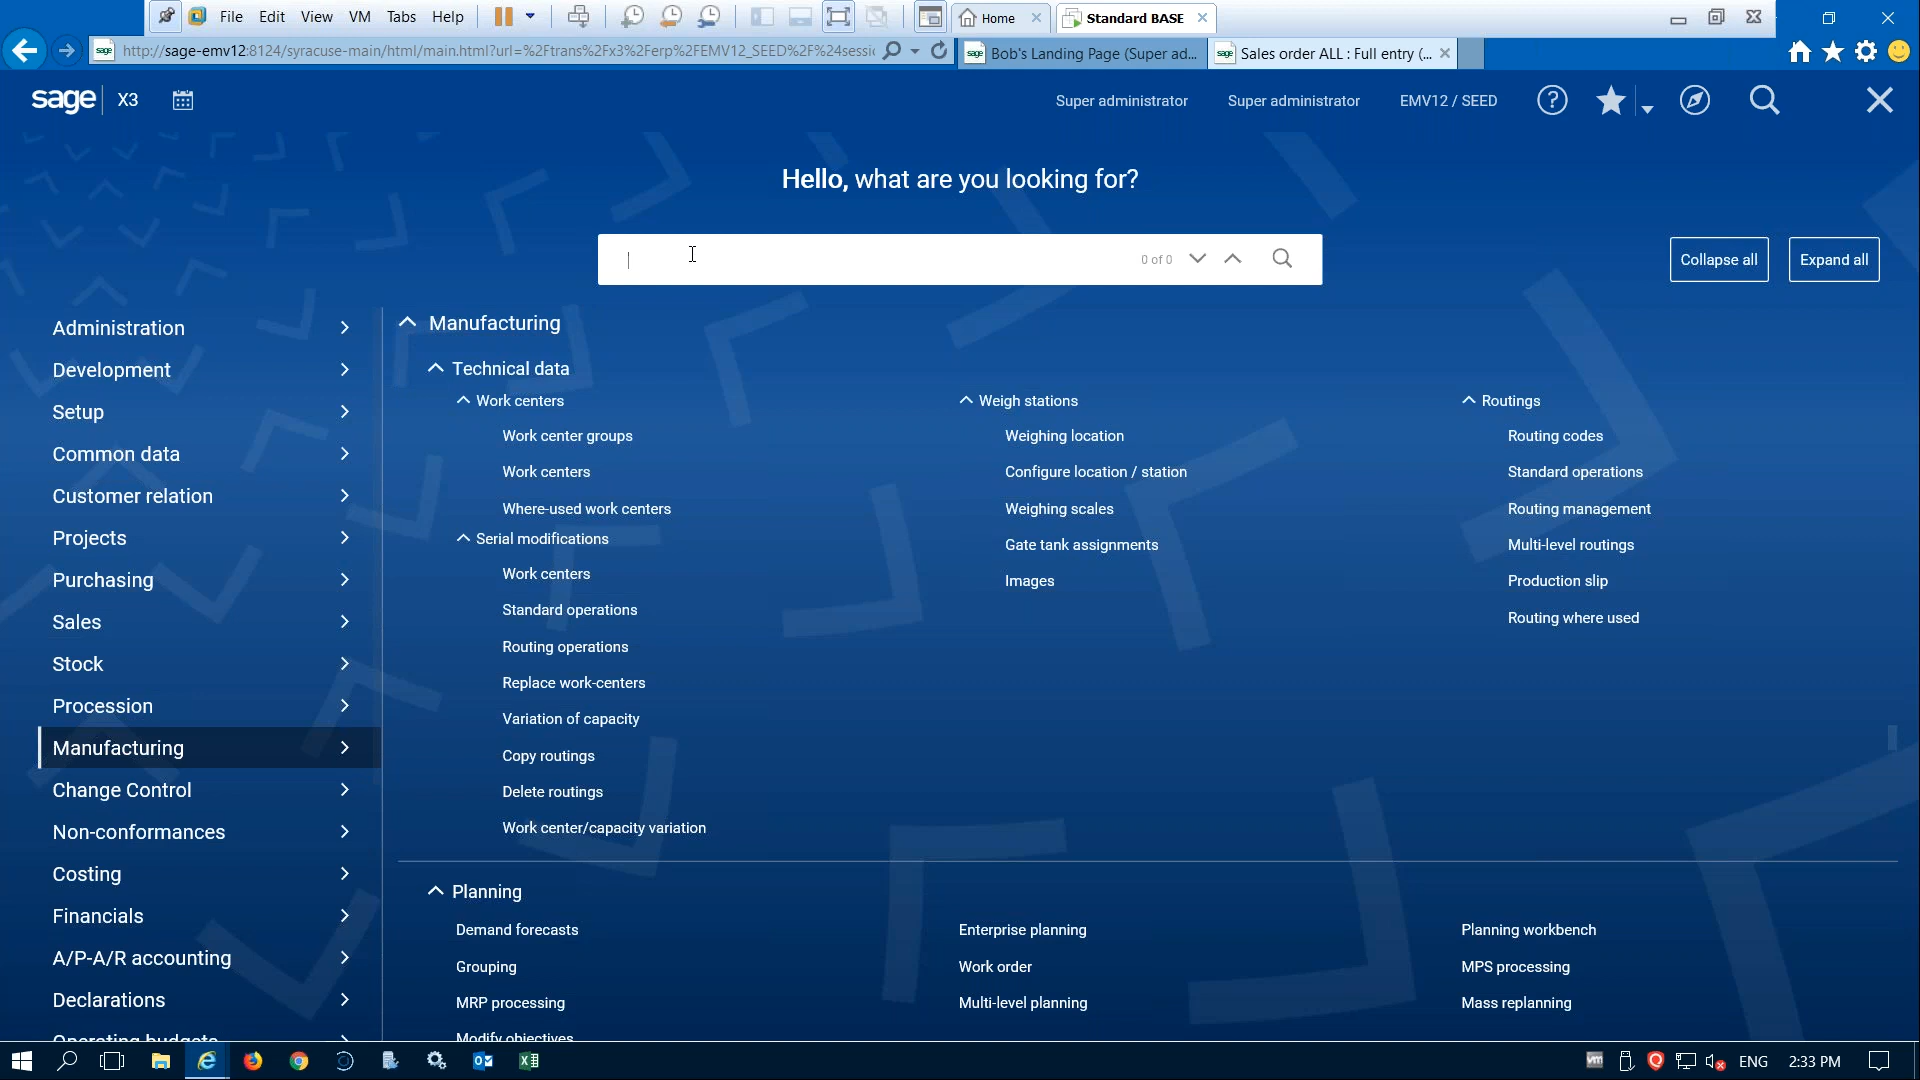 File Edit View VM Tabs Help
Home
Standard BASE
http://sage-emv12:8124/syracuse-main/html/main.html?url=%2Ftrans%2Fx3%2Ferp%2FEMV12_SEED%2F%24sessi
Bob's Landing Page (Super ad...
Sales order ALL : Full entry (...
sage X3
Super administrator
Super administrator
EMV12 / SEED
Hello, what are you looking for?
0 of 0
Collapse all
Expand all
Administration
Development
Setup
Common data
Customer relation
Projects
Purchasing
Sales
Stock
Procession
Manufacturing
Change Control
Non-conformances
Costing
Financials
A/P-A/R accounting
Declarations
Operating budgets
Manufacturing
Technical data
Work centers
Work center groups
Work centers
Where-used work centers
Serial modifications
Work centers
Standard operations
Routing operations
Replace work-centers
Variation of capacity
Copy routings
Delete routings
Work center/capacity variation
Weigh stations
Weighing location
Configure location / station
Weighing scales
Gate tank assignments
Images
Routings
Routing codes
Standard operations
Routing management
Multi-level routings
Production slip
Routing where used
Planning
Demand forecasts
Grouping
MRP processing
Modify objectives
Enterprise planning
Work order
Multi-level planning
Planning workbench
MPS processing
Mass replanning
ENG
2:33 PM